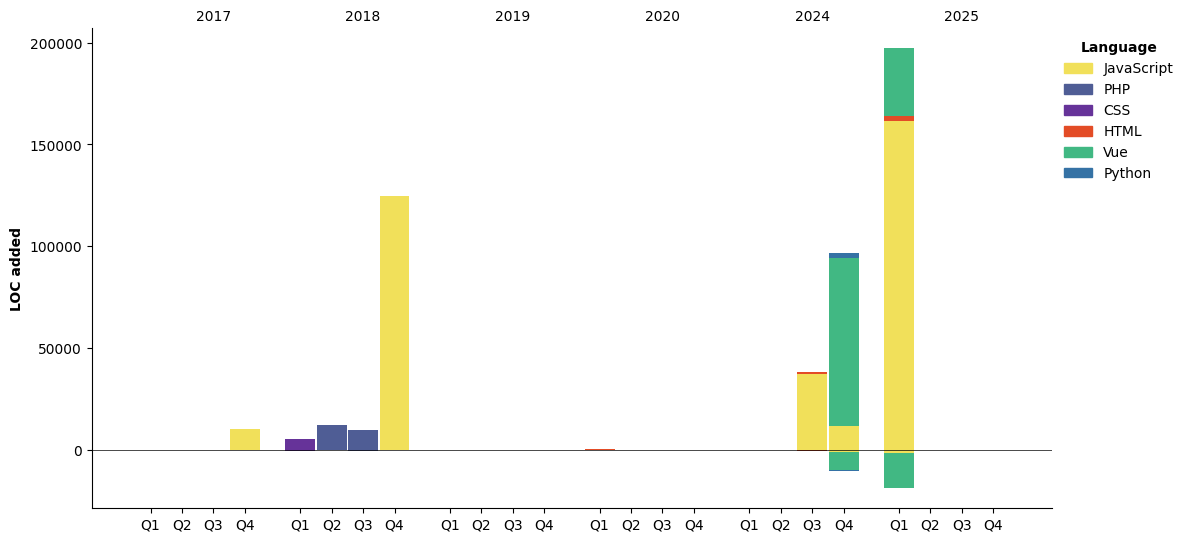 2017 2018 2019 2020 2024 2025
Language
JavaScript
PHP
CSS
HTML
Vue
Python
LOC added
200000
150000
100000
50000
0
Q1 Q2 Q3 Q4 Q1 Q2 Q3 Q4 Q1 Q2 Q3 Q4 Q1 Q2 Q3 Q4 Q1 Q2 Q3 Q4 Q1 Q2 Q3 Q4